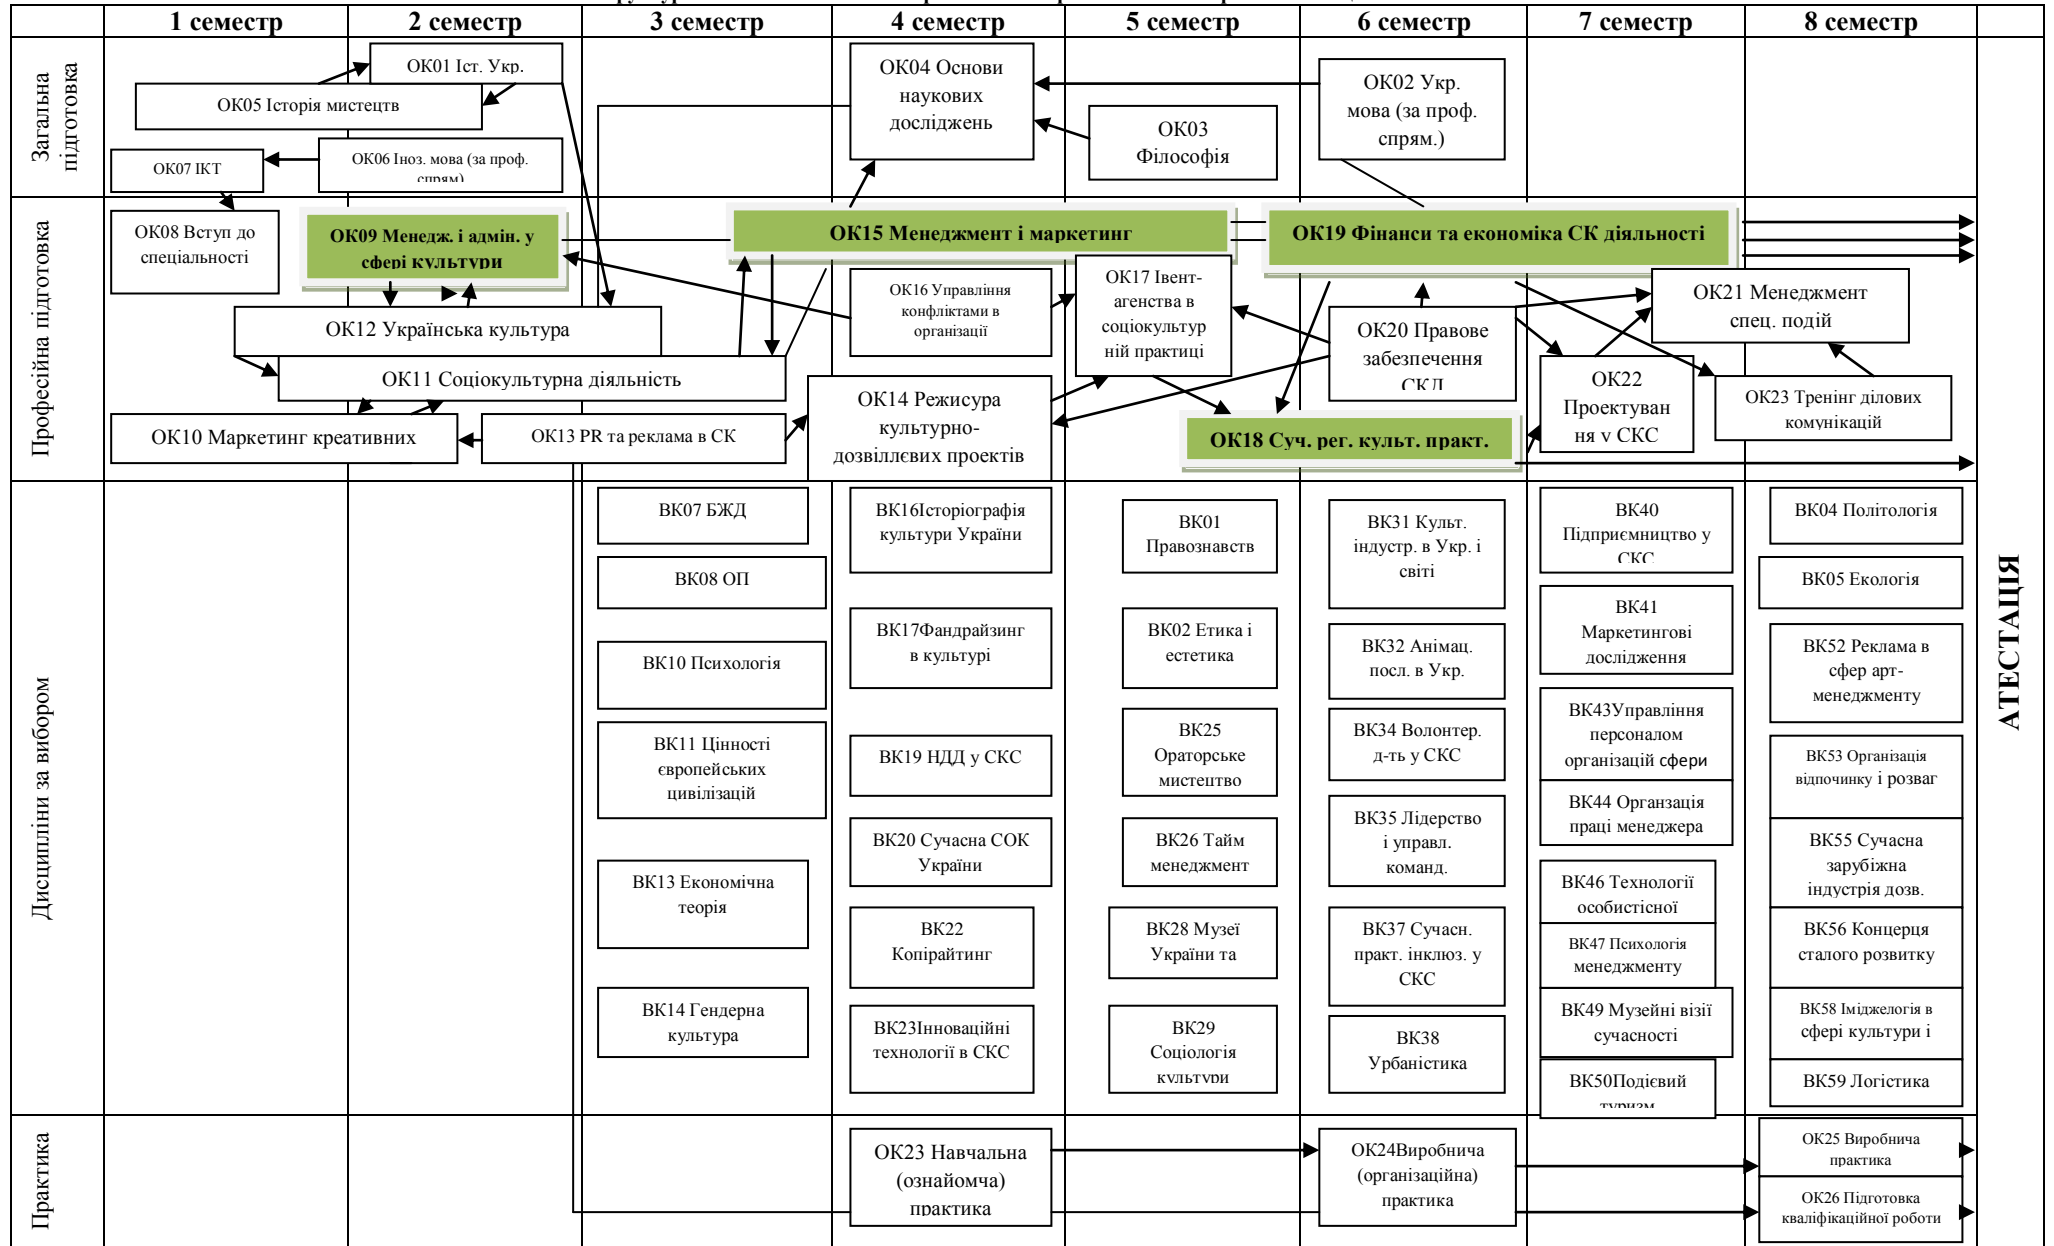 1 семестр
2 семестр
3 семестр
4 семестр
5 семестр
6 семестр
7 семестр
8 семестр
Загальна
підготовка
ОК01 Іст. Укр.
ОК05 Історія мистецтв
ОК07 ІКТ
ОК06 Іноз. мова (за проф.
спрям)
ОК04 Основи
наукових
досліджень
ОК03
Філософія
ОК02 Укр.
мова (за проф.
спрям.)
Професійна підготовка
ОК08 Вступ до
спеціальності
ОК09 Менедж. і адмін. у
сфері культури
ОК15 Менеджмент і маркетинг
ОК19 Фінанси та економіка СК діяльності
ОК12 Українська культура
ОК11 Соціокультурна діяльність
ОК10 Маркетинг креативних
ОК13 PR та реклама в СК
ОК16 Управління
конфліктами в
організації
ОК14 Режисура
культурно-
дозвіллєвих проектів
ОК17 Івент-
агенства в
соціокультур
ній практиці
ОК20 Правове
забезпечення
СКД
ОК18 Суч. рег. культ. практ.
ОК21 Менеджмент
спец. подій
ОК22
Проектуван
ня у СКС
ОК23 Тренінг ділових
комунікацій
Дисципліни за вибором
ВК07 БЖД
ВК08 ОП
ВК10 Психологія
ВК11 Цінності
європейських
цивілізацій
ВК13 Економічна
теорія
ВК14 Гендерна
культура
ВК16Історіографія
культури України
ВК17Фандрайзинг
в культурі
ВК19 НДД у СКС
ВК20 Сучасна СОК
України
ВК22
Копірайтинг
ВК23Інноваційні
технології в СКС
ВК01
Правознавств
ВК02 Етика і
естетика
ВК25
Ораторське
мистецтво
ВК26 Тайм
менеджмент
ВК28 Музеї
України та
ВК29
Соціологія
культури
ВК31 Культ.
індустр. в Укр. і
світі
ВК32 Анімац.
посл. в Укр.
ВК34 Волонтер.
д-ть у СКС
ВК35 Лідерство
і управл.
команд.
ВК37 Сучасн.
практ. інклюз. у
СКС
ВК38
Урбаністика
ВК40
Підприємництво у
СКС
ВК41
Маркетингові
дослідження
ВК43Управління
персоналом
організацій сфери
ВК44 Органзація
праці менеджера
ВК46 Технології
особистісної
ВК47 Психологія
менеджменту
ВК49 Музейні візії
сучасності
ВК50Подієвий
туризм
ВК04 Політологія
ВК05 Екологія
ВК52 Реклама в
сфер арт-
менеджменту
ВК53 Організація
відпочинку і розваг
ВК55 Сучасна
зарубіжна
індустрія дозв.
ВК56 Концерця
сталого розвитку
ВК58 Іміджелогія в
сфері культури і
ВК59 Логістика
АТЕСТАЦІЯ
Практика
ОК23 Навчальна
(ознайомча)
практика
ОК24Виробнича
(організаційна)
практика
ОК25 Виробнича
практика
ОК26 Підготовка
кваліфікаційної роботи